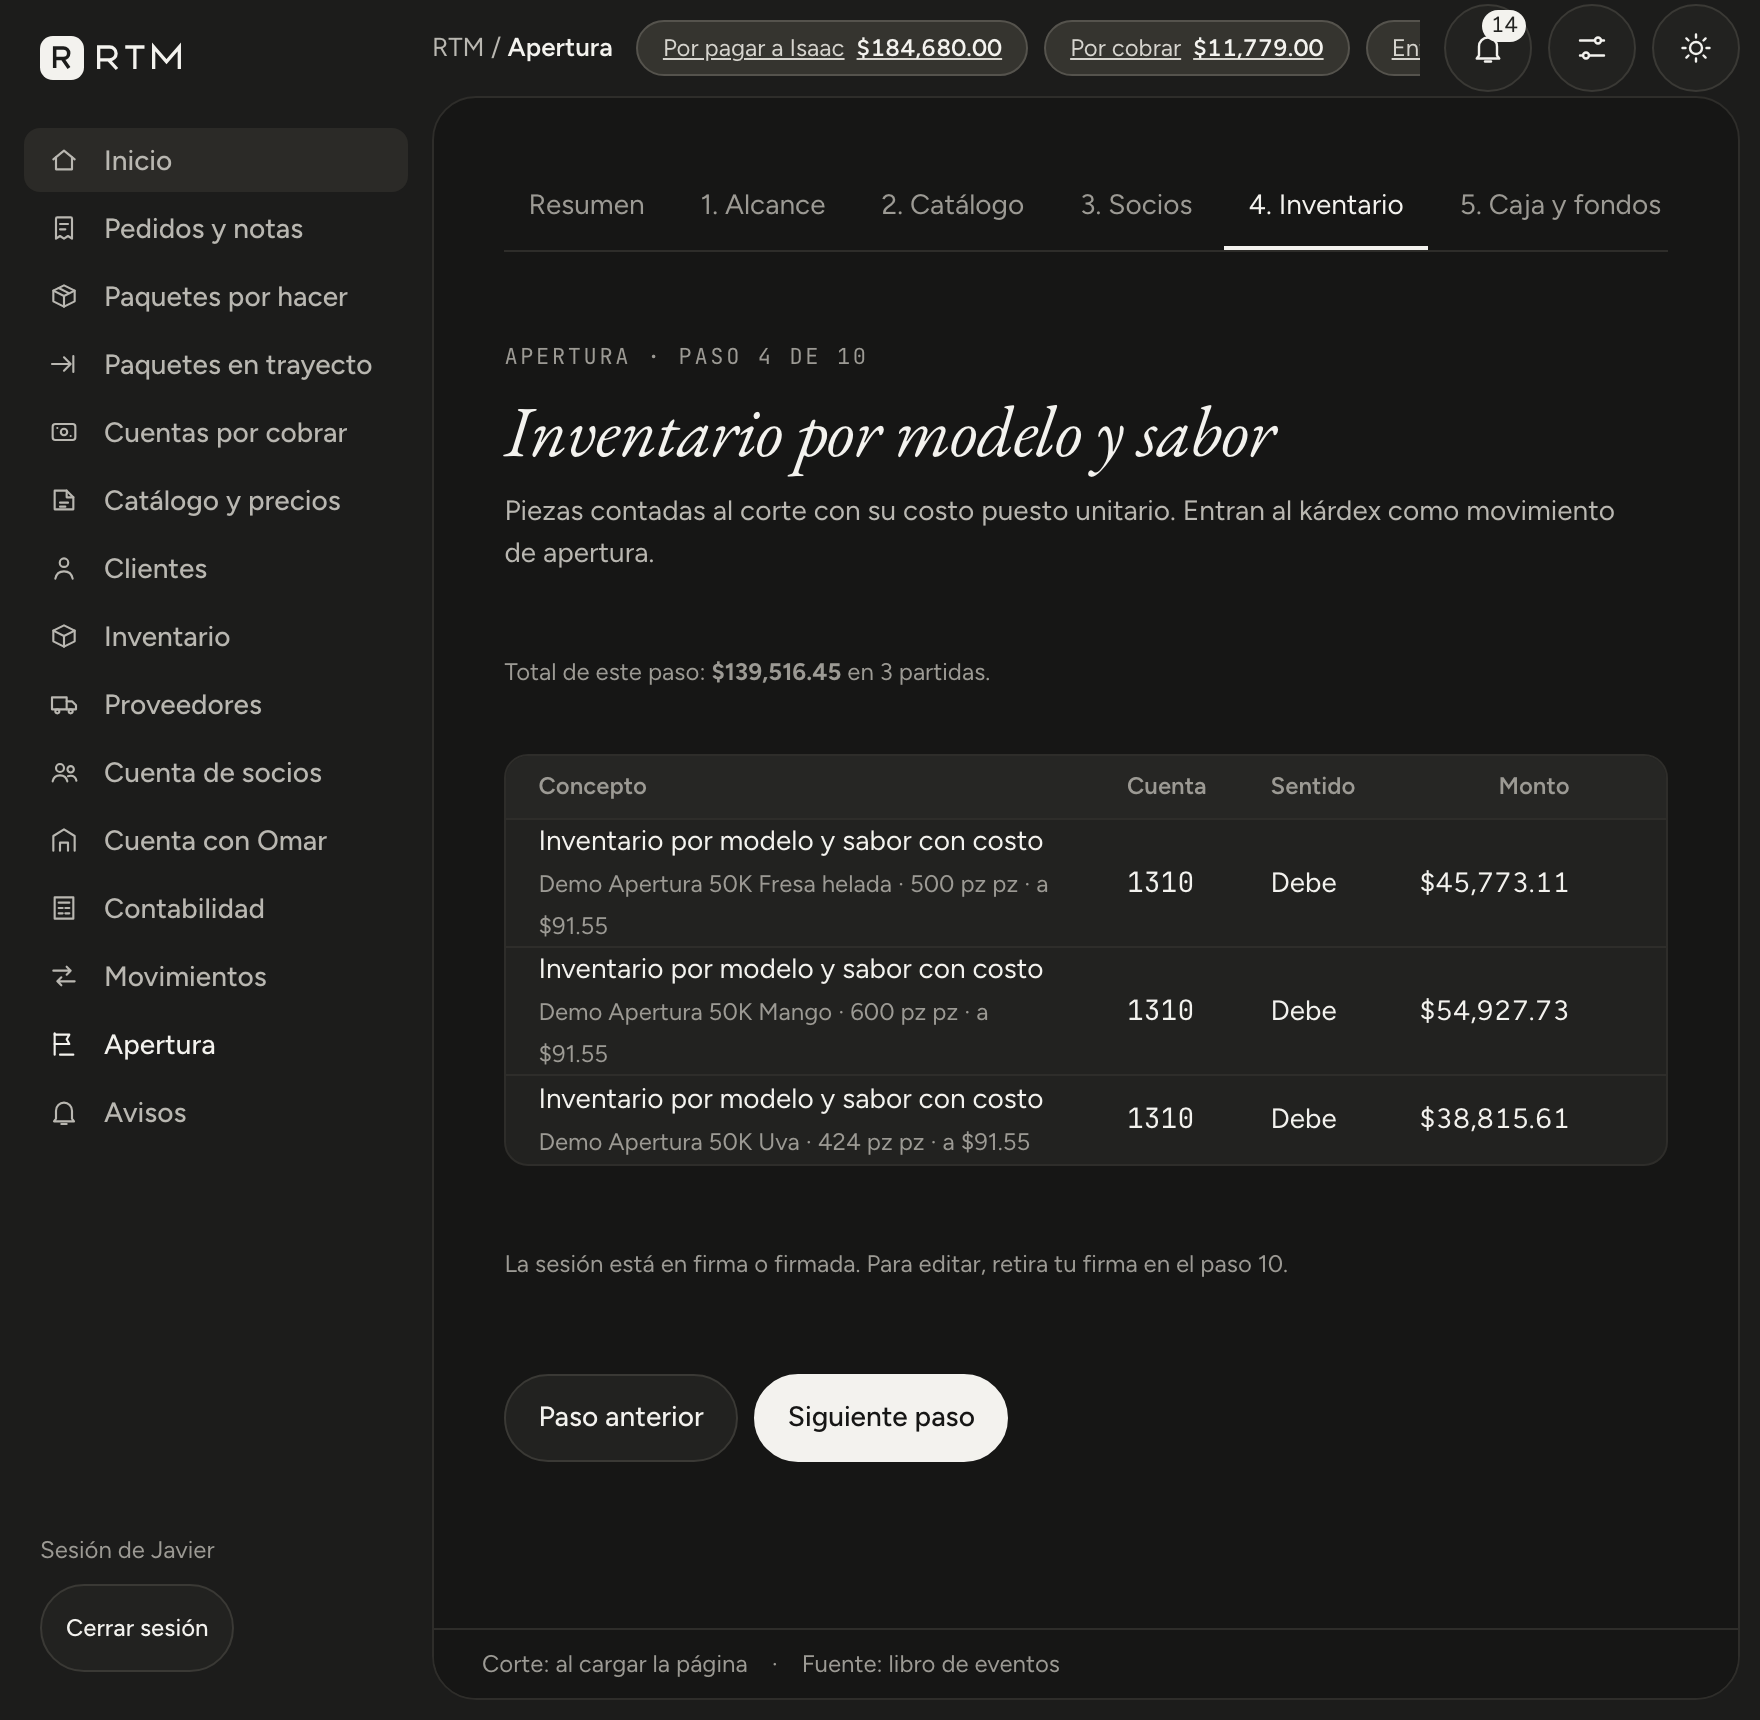 R RTM
RTM / Apertura
Por pagar a Isaac $184,680.00
Por cobrar $11,779.00
En
14
Inicio
Pedidos y notas
Paquetes por hacer
Paquetes en trayecto
Cuentas por cobrar
Catálogo y precios
Clientes
Inventario
Proveedores
Cuenta de socios
Cuenta con Omar
Contabilidad
Movimientos
Apertura
Avisos
Sesión de Javier
Cerrar sesión
Resumen 1. Alcance 2. Catálogo 3. Socios 4. Inventario 5. Caja y fondos
APERTURA · PASO 4 DE 10
Inventario por modelo y sabor
Piezas contadas al corte con su costo puesto unitario. Entran al kárdex como movimiento
de apertura.
Total de este paso: $139,516.45 en 3 partidas.
Concepto Cuenta Sentido Monto
Inventario por modelo y sabor con costo
Demo Apertura 50K Fresa helada · 500 pz pz · a
$91.55
1310 Debe $45,773.11
Inventario por modelo y sabor con costo
Demo Apertura 50K Mango · 600 pz pz · a
$91.55
1310 Debe $54,927.73
Inventario por modelo y sabor con costo
Demo Apertura 50K Uva · 424 pz pz · a $91.55
1310 Debe $38,815.61
La sesión está en firma o firmada. Para editar, retira tu firma en el paso 10.
Paso anterior
Siguiente paso
Corte: al cargar la página · Fuente: libro de eventos